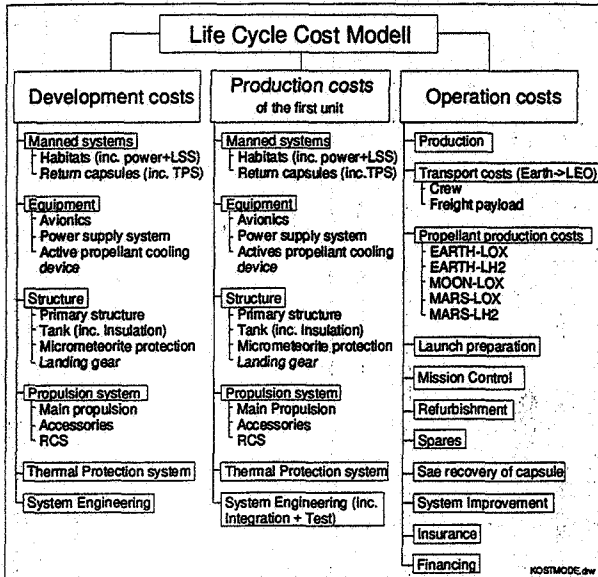 Life Cycle Cost Modell
Development costs
Manned systems
Habitats (inc. power+LSS)
Return capsules (inc. TPS)
Equipment
Avionics
Power supply system
Active propellant cooling
device
Structure
Primary structure
Tank (inc. Insulation)
Micrometeorite protection
Landing gear
Propulsion system
Main propulsion
Accessories
RCS
Thermal Protection system
System Engineering
Production costs
of the first unit
Manned systems
Habitats (inc. power+LSS)
Return capsules (inc.TPS)
Equipment
Avionics
Power supply system
Actives propellant cooling
device
Structure
Primary structure
Tank (inc. Insulation)
Micrometeorite protection
Landing gear
Propulsion system
Main Propulsion
Accessories
RCS
Thermal Protection system
System Engineering (inc.
Integration + Test)
Operation costs
Production
Transport costs (Earth->LEO)
Crew
Freight payload
Propellant production costs
EARTH-LOX
EARTH-LH2
MOON-LOX
MARS-LOX
MARS-LH2
Launch preparation
Mission Control
Refurbishment
Spares
Sae recovery of capsule
System Improvement
Insurance
Financing
KOSTMODE.drw